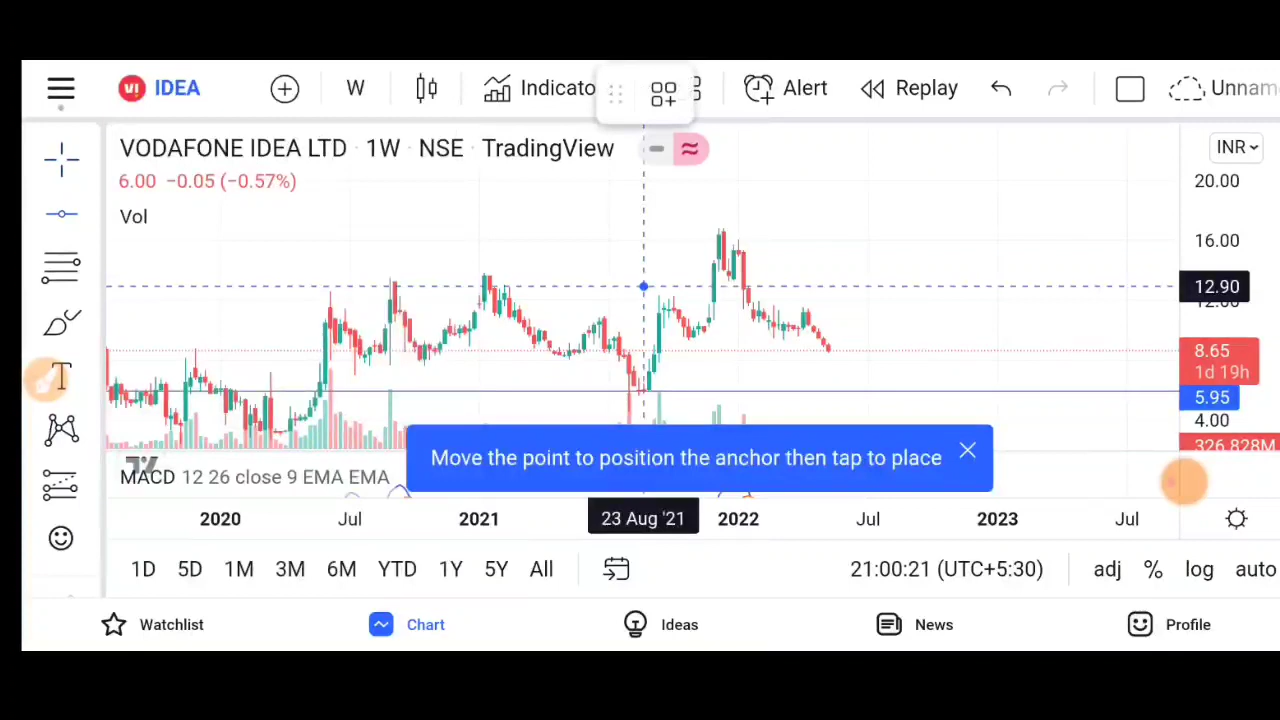 VI IDEA W Indicato Alert Replay Unnam
VODAFONE IDEA LTD · 1W · NSE · TradingView INR
6.00 −0.05 (−0.57%)
20.00
Vol
16.00
12.90
12.00
8.65
1d 19h
5.95
4.00
326.828M
T
MACD 12 26 close 9 EMA EMA
Move the point to position the anchor then tap to place
2020 Jul 2021 23 Aug '21 2022 Jul 2023 Jul
1D 5D 1M 3M 6M YTD 1Y 5Y All 21:00:21 (UTC+5:30) adj % log auto
Watchlist Chart Ideas News Profile